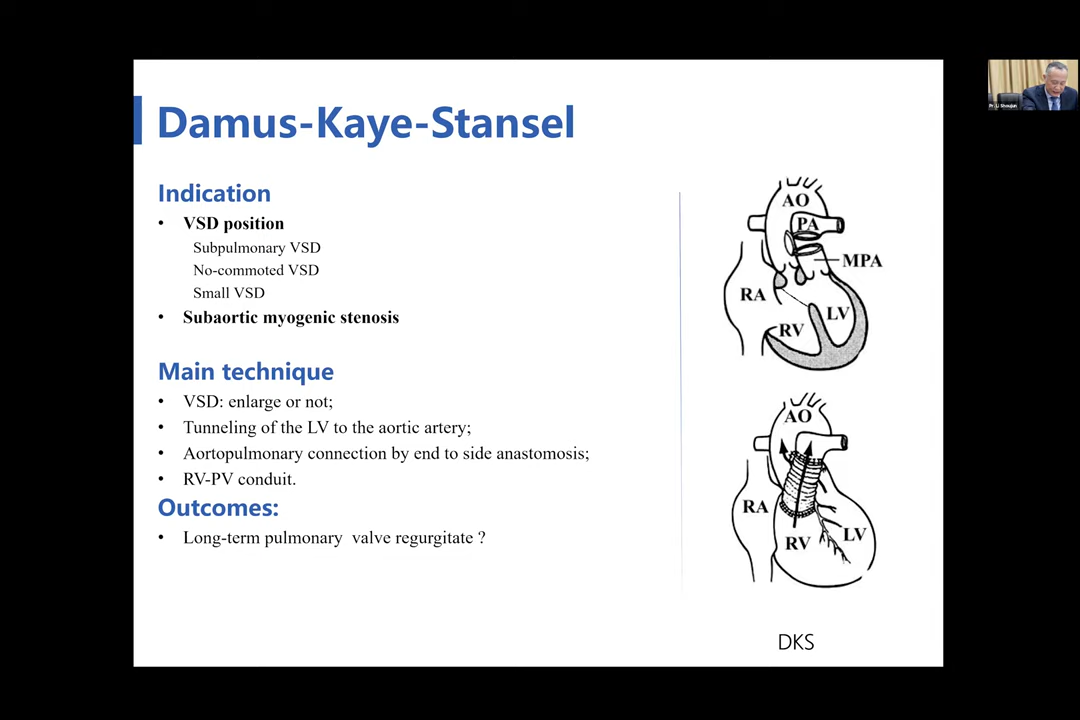 Damus-Kaye-Stansel
Indication
• VSD position
Subpulmonary VSD
No-commoted VSD
Small VSD
• Subaortic myogenic stenosis
Main technique
• VSD: enlarge or not;
• Tunneling of the LV to the aortic artery;
• Aortopulmonary connection by end to side anastomosis;
• RV-PV conduit.
Outcomes:
• Long-term pulmonary valve regurgitate ?
AO
PA
MPA
RA
LV
RV
AO
RA
LV
RV
DKS
Pr. Li Shoujun